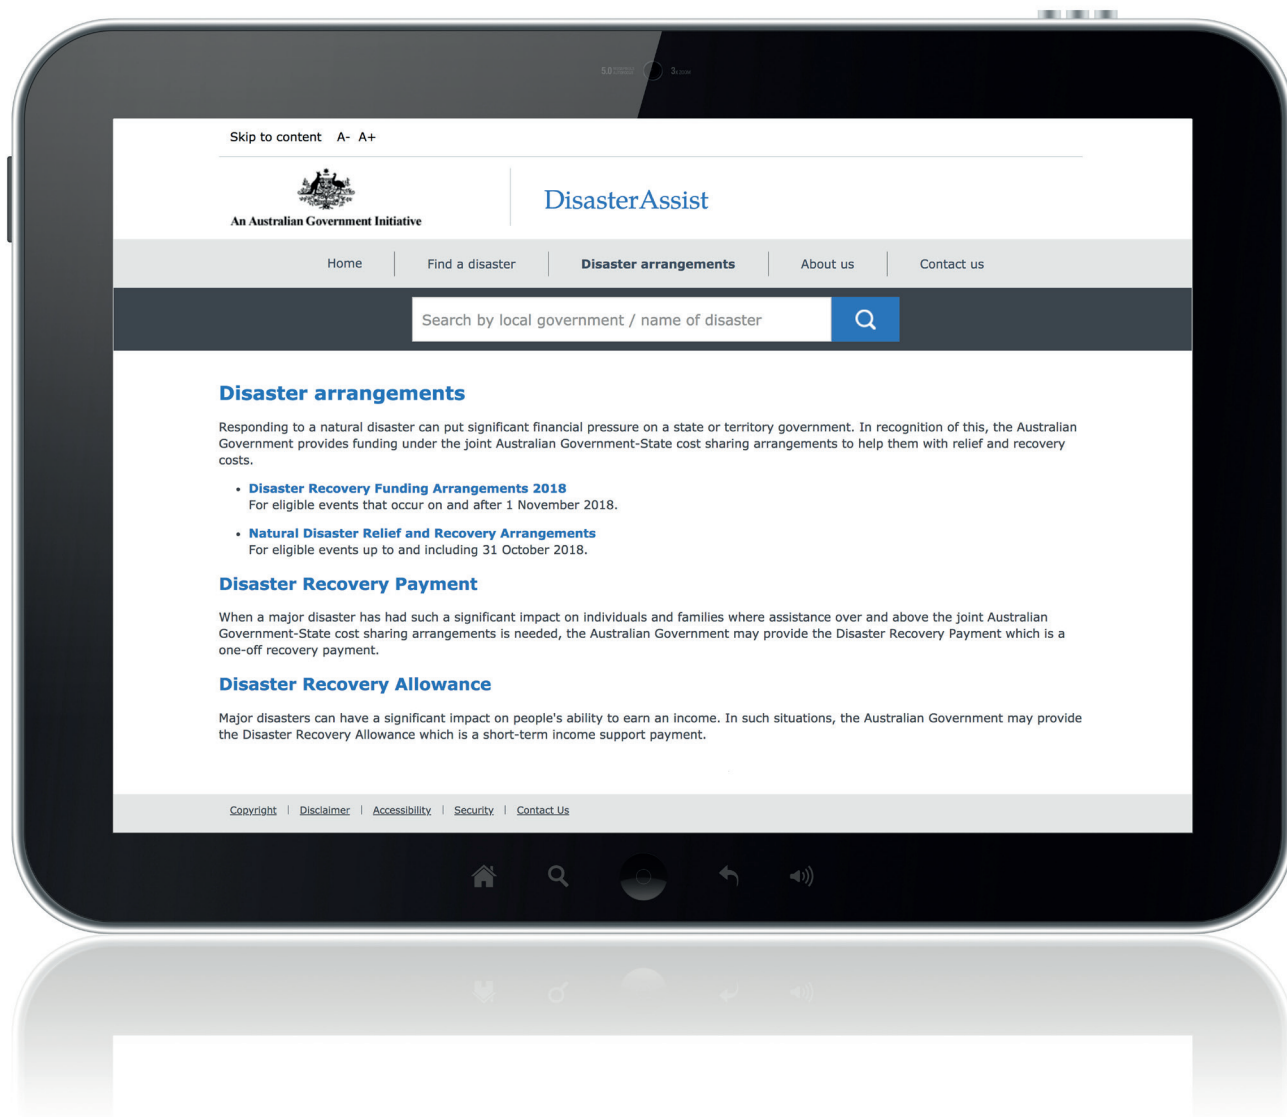 Skip to content A- A+
An Australian Government Initiative
DisasterAssist
Home Find a disaster Disaster arrangements About us Contact us
Search by local government / name of disaster
Disaster arrangements
Responding to a natural disaster can put significant financial pressure on a state or territory government. In recognition of this, the Australian
Government provides funding under the joint Australian Government-State cost sharing arrangements to help them with relief and recovery
costs.
• Disaster Recovery Funding Arrangements 2018
For eligible events that occur on and after 1 November 2018.
• Natural Disaster Relief and Recovery Arrangements
For eligible events up to and including 31 October 2018.
Disaster Recovery Payment
When a major disaster has had such a significant impact on individuals and families where assistance over and above the joint Australian
Government-State cost sharing arrangements is needed, the Australian Government may provide the Disaster Recovery Payment which is a
one-off recovery payment.
Disaster Recovery Allowance
Major disasters can have a significant impact on people's ability to earn an income. In such situations, the Australian Government may provide
the Disaster Recovery Allowance which is a short-term income support payment.
Copyright | Disclaimer | Accessibility | Security | Contact Us